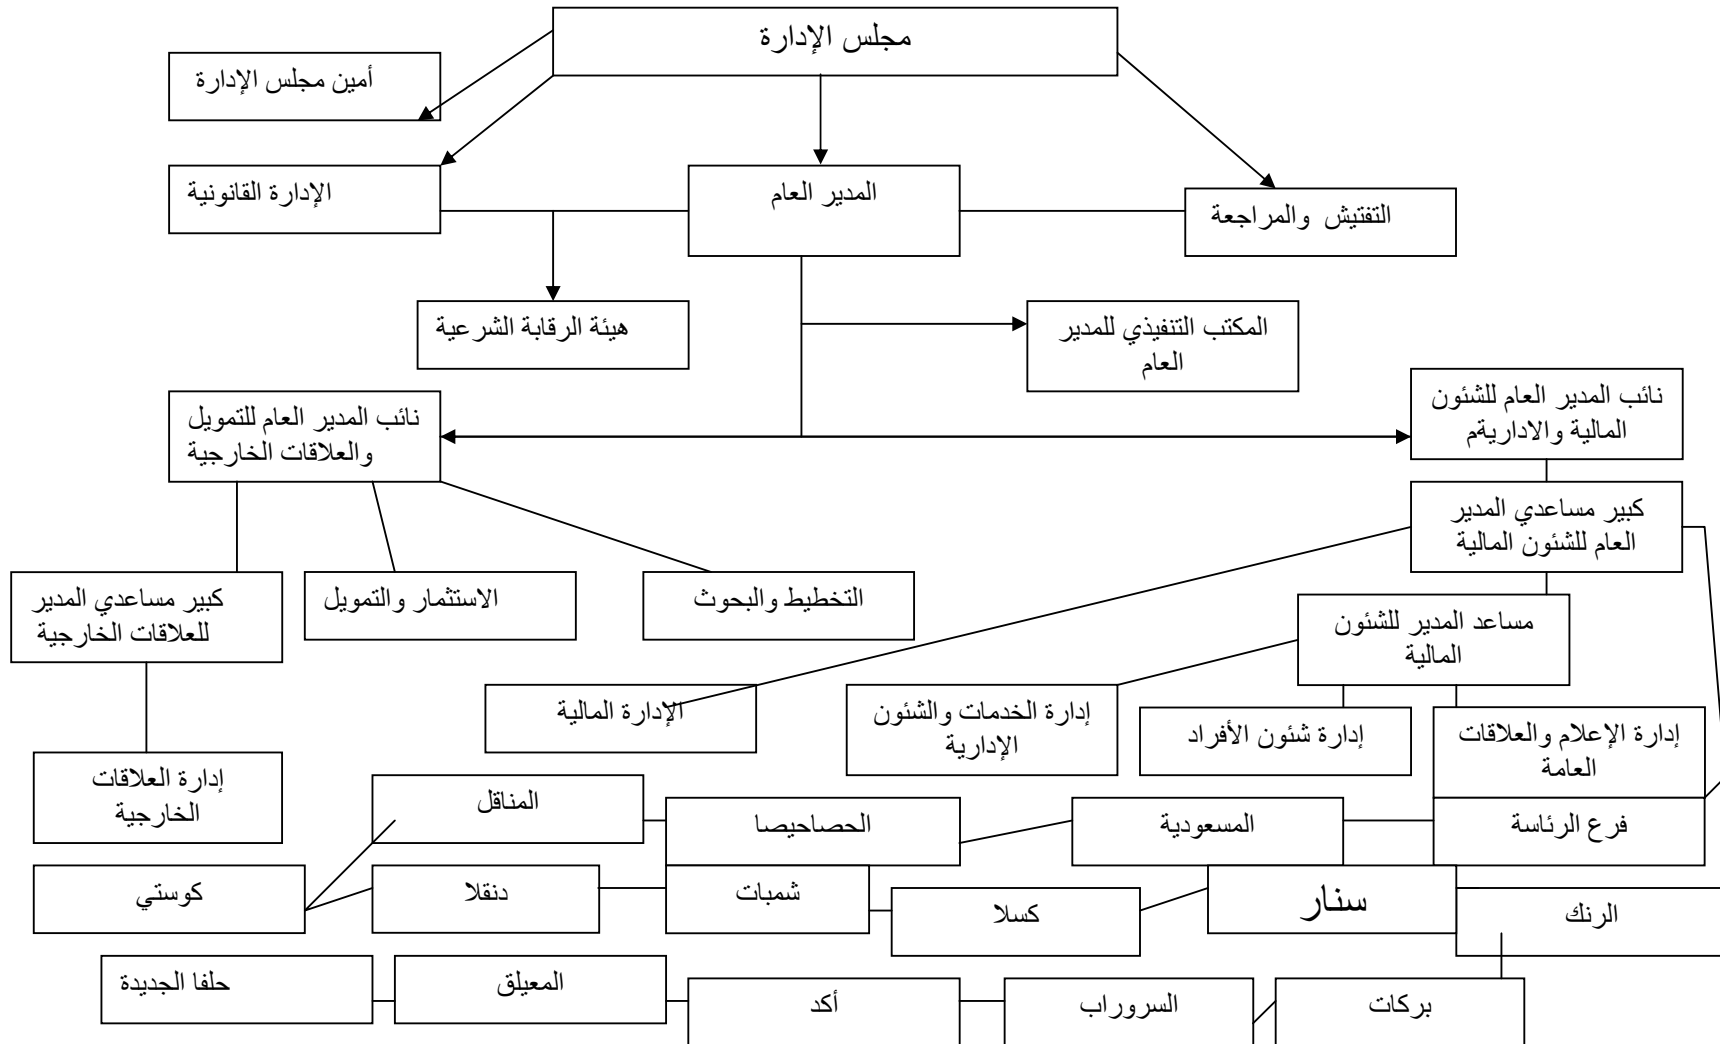 مجلس الإدارة
أمين مجلس الإدارة
المدير العام
الإدارة القانونية
التفتيش والمراجعة
المكتب التنفيذي للمدير
العام
هيئة الرقابة الشرعية
نائب المدير العام للشئون
المالية والاداريةم
نائب المدير العام للتمويل
والعلاقات الخارجية
كبير مساعدي المدير
العام للشئون المالية
التخطيط والبحوث
الاستثمار والتمويل
كبير مساعدي المدير
للعلاقات الخارجية
مساعد المدير للشئون
المالية
إدارة الإعلام والعلاقات
العامة
إدارة شئون الأفراد
إدارة الخدمات والشئون
الإدارية
الإدارة المالية
إدارة العلاقات
الخارجية
فرع الرئاسة
المسعودية
الحصاحيصا
المناقل
كوستي
دنقلا
شمبات
كسلا
سنار
الرنك
بركات
السروراب
أكد
المعيلق
حلفا الجديدة